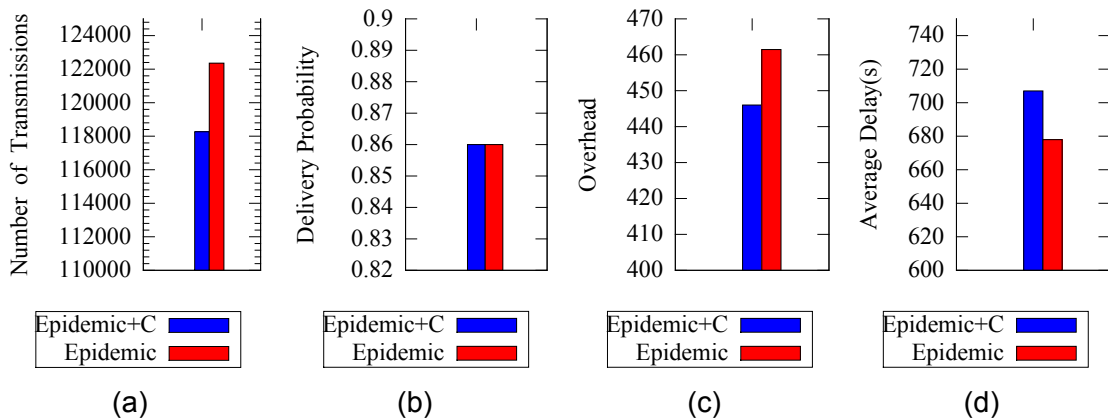 Number of Transmissions
124000
122000
120000
118000
116000
114000
112000
110000
Epidemic+C
Epidemic
(a)
Delivery Probability
0.9
0.89
0.88
0.87
0.86
0.85
0.84
0.83
0.82
Epidemic+C
Epidemic
(b)
Overhead
470
460
450
440
430
420
410
400
Epidemic+C
Epidemic
(c)
Average Delay(s)
740
720
700
680
660
640
620
600
Epidemic+C
Epidemic
(d)